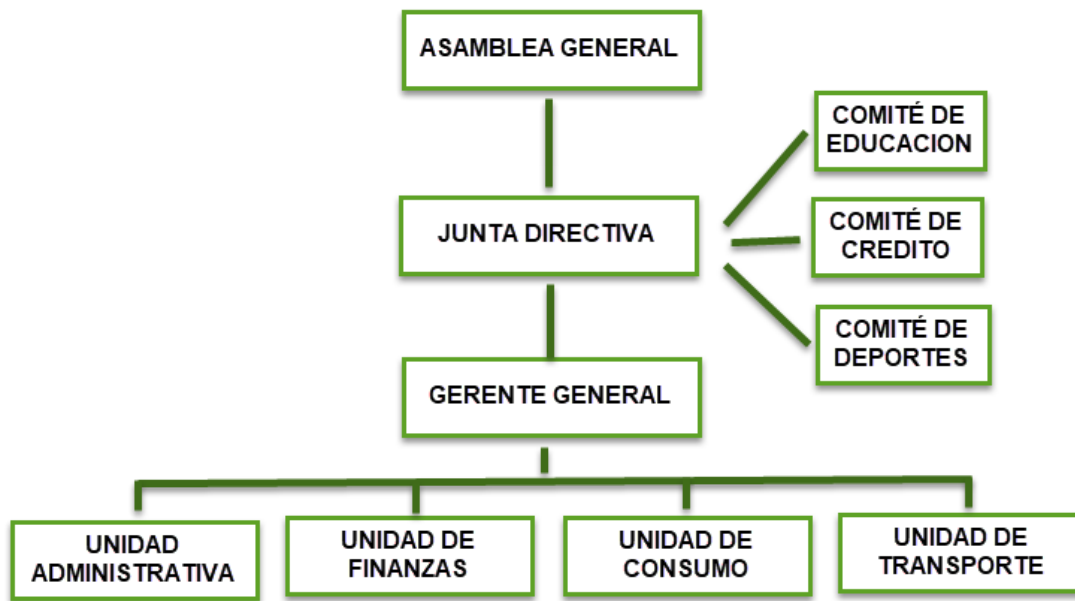 ASAMBLEA GENERAL
COMITÉ DE
EDUCACION
JUNTA DIRECTIVA
COMITÉ DE
CREDITO
COMITÉ DE
DEPORTES
GERENTE GENERAL
UNIDAD
ADMINISTRATIVA
UNIDAD DE
FINANZAS
UNIDAD DE
CONSUMO
UNIDAD DE
TRANSPORTE